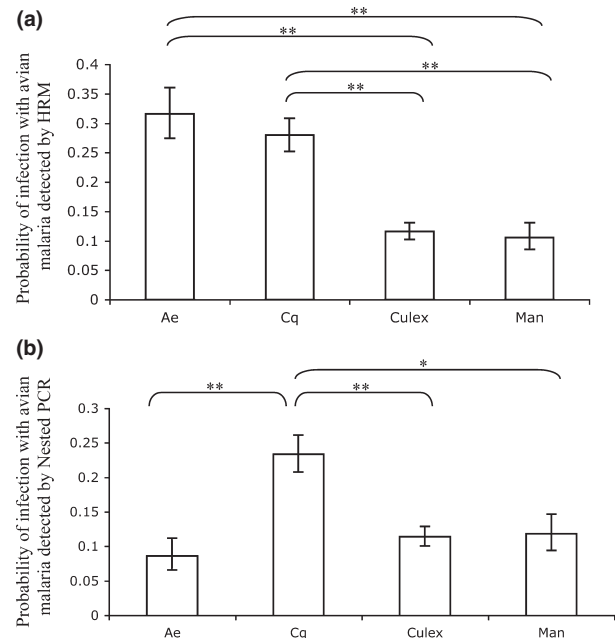 (a)
**
**
**
**
Probability of infection with avian
malaria detected by HRM
0.4
0.35
0.3
0.25
0.2
0.15
0.1
0.05
0
Ae
Cq
Culex
Man
(b)
*
**
**
Probability of infection with avian
malaria detected by Nested PCR
0.3
0.25
0.2
0.15
0.1
0.05
0
Ae
Cq
Culex
Man